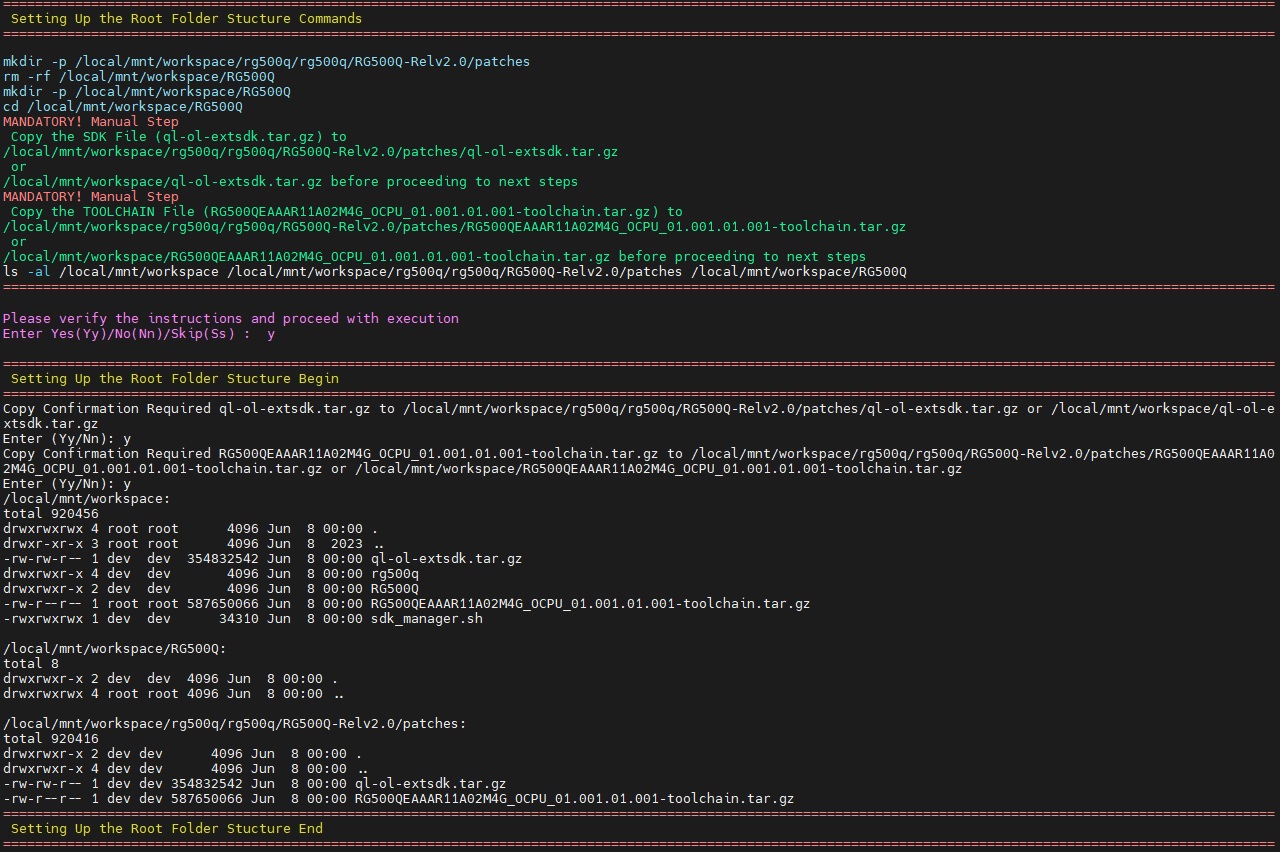 ================================================================================
 Setting Up the Root Folder Stucture Commands
================================================================================
mkdir -p /local/mnt/workspace/rg500q/rg500q/RG500Q-Relv2.0/patches
rm -rf /local/mnt/workspace/RG500Q
mkdir -p /local/mnt/workspace/RG500Q
cd /local/mnt/workspace/RG500Q
MANDATORY! Manual Step
 Copy the SDK File (ql-ol-extsdk.tar.gz) to
/local/mnt/workspace/rg500q/rg500q/RG500Q-Relv2.0/patches/ql-ol-extsdk.tar.gz
 or
/local/mnt/workspace/ql-ol-extsdk.tar.gz before proceeding to next steps
MANDATORY! Manual Step
 Copy the TOOLCHAIN File (RG500QEAAAR11A02M4G_OCPU_01.001.01.001-toolchain.tar.gz) to
/local/mnt/workspace/rg500q/rg500q/RG500Q-Relv2.0/patches/RG500QEAAAR11A02M4G_OCPU_01.001.01.001-toolchain.tar.gz
 or
/local/mnt/workspace/RG500QEAAAR11A02M4G_OCPU_01.001.01.001-toolchain.tar.gz before proceeding to next steps
ls -al /local/mnt/workspace /local/mnt/workspace/rg500q/rg500q/RG500Q-Relv2.0/patches /local/mnt/workspace/RG500Q
================================================================================
Please verify the instructions and proceed with execution
Enter Yes(Yy)/No(Nn)/Skip(Ss) :  y
================================================================================
 Setting Up the Root Folder Stucture Begin
================================================================================
Copy Confirmation Required ql-ol-extsdk.tar.gz to /local/mnt/workspace/rg500q/rg500q/RG500Q-Relv2.0/patches/ql-ol-extsdk.tar.gz or /local/mnt/workspace/ql-ol-e
xtsdk.tar.gz
Enter (Yy/Nn): y
Copy Confirmation Required RG500QEAAAR11A02M4G_OCPU_01.001.01.001-toolchain.tar.gz to /local/mnt/workspace/rg500q/rg500q/RG500Q-Relv2.0/patches/RG500QEAAAR11A0
2M4G_OCPU_01.001.01.001-toolchain.tar.gz or /local/mnt/workspace/RG500QEAAAR11A02M4G_OCPU_01.001.01.001-toolchain.tar.gz
Enter (Yy/Nn): y
/local/mnt/workspace:
total 920456
drwxrwxrwx 4 root root      4096 Jun  8 00:00 .
drwxr-xr-x 3 root root      4096 Jun  8  2023 ..
-rw-rw-r-- 1 dev  dev  354832542 Jun  8 00:00 ql-ol-extsdk.tar.gz
drwxrwxr-x 4 dev  dev       4096 Jun  8 00:00 rg500q
drwxrwxr-x 2 dev  dev       4096 Jun  8 00:00 RG500Q
-rw-r--r-- 1 root root 587650066 Jun  8 00:00 RG500QEAAAR11A02M4G_OCPU_01.001.01.001-toolchain.tar.gz
-rwxrwxrwx 1 dev  dev      34310 Jun  8 00:00 sdk_manager.sh
/local/mnt/workspace/RG500Q:
total 8
drwxrwxr-x 2 dev  dev  4096 Jun  8 00:00 .
drwxrwxrwx 4 root root 4096 Jun  8 00:00 ..
/local/mnt/workspace/rg500q/rg500q/RG500Q-Relv2.0/patches:
total 920416
drwxrwxr-x 2 dev dev      4096 Jun  8 00:00 .
drwxrwxr-x 4 dev dev      4096 Jun  8 00:00 ..
-rw-rw-r-- 1 dev dev 354832542 Jun  8 00:00 ql-ol-extsdk.tar.gz
-rw-r--r-- 1 dev dev 587650066 Jun  8 00:00 RG500QEAAAR11A02M4G_OCPU_01.001.01.001-toolchain.tar.gz
================================================================================
 Setting Up the Root Folder Stucture End
================================================================================